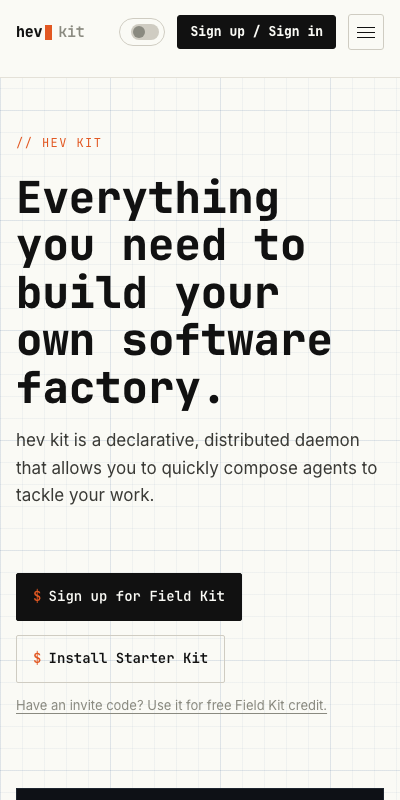 hev kit
Sign up / Sign in
// HEV KIT
Everything
you need to
build your
own software
factory.
hev kit is a declarative, distributed daemon
that allows you to quickly compose agents to
tackle your work.
$ Sign up for Field Kit
$ Install Starter Kit
Have an invite code? Use it for free Field Kit credit.